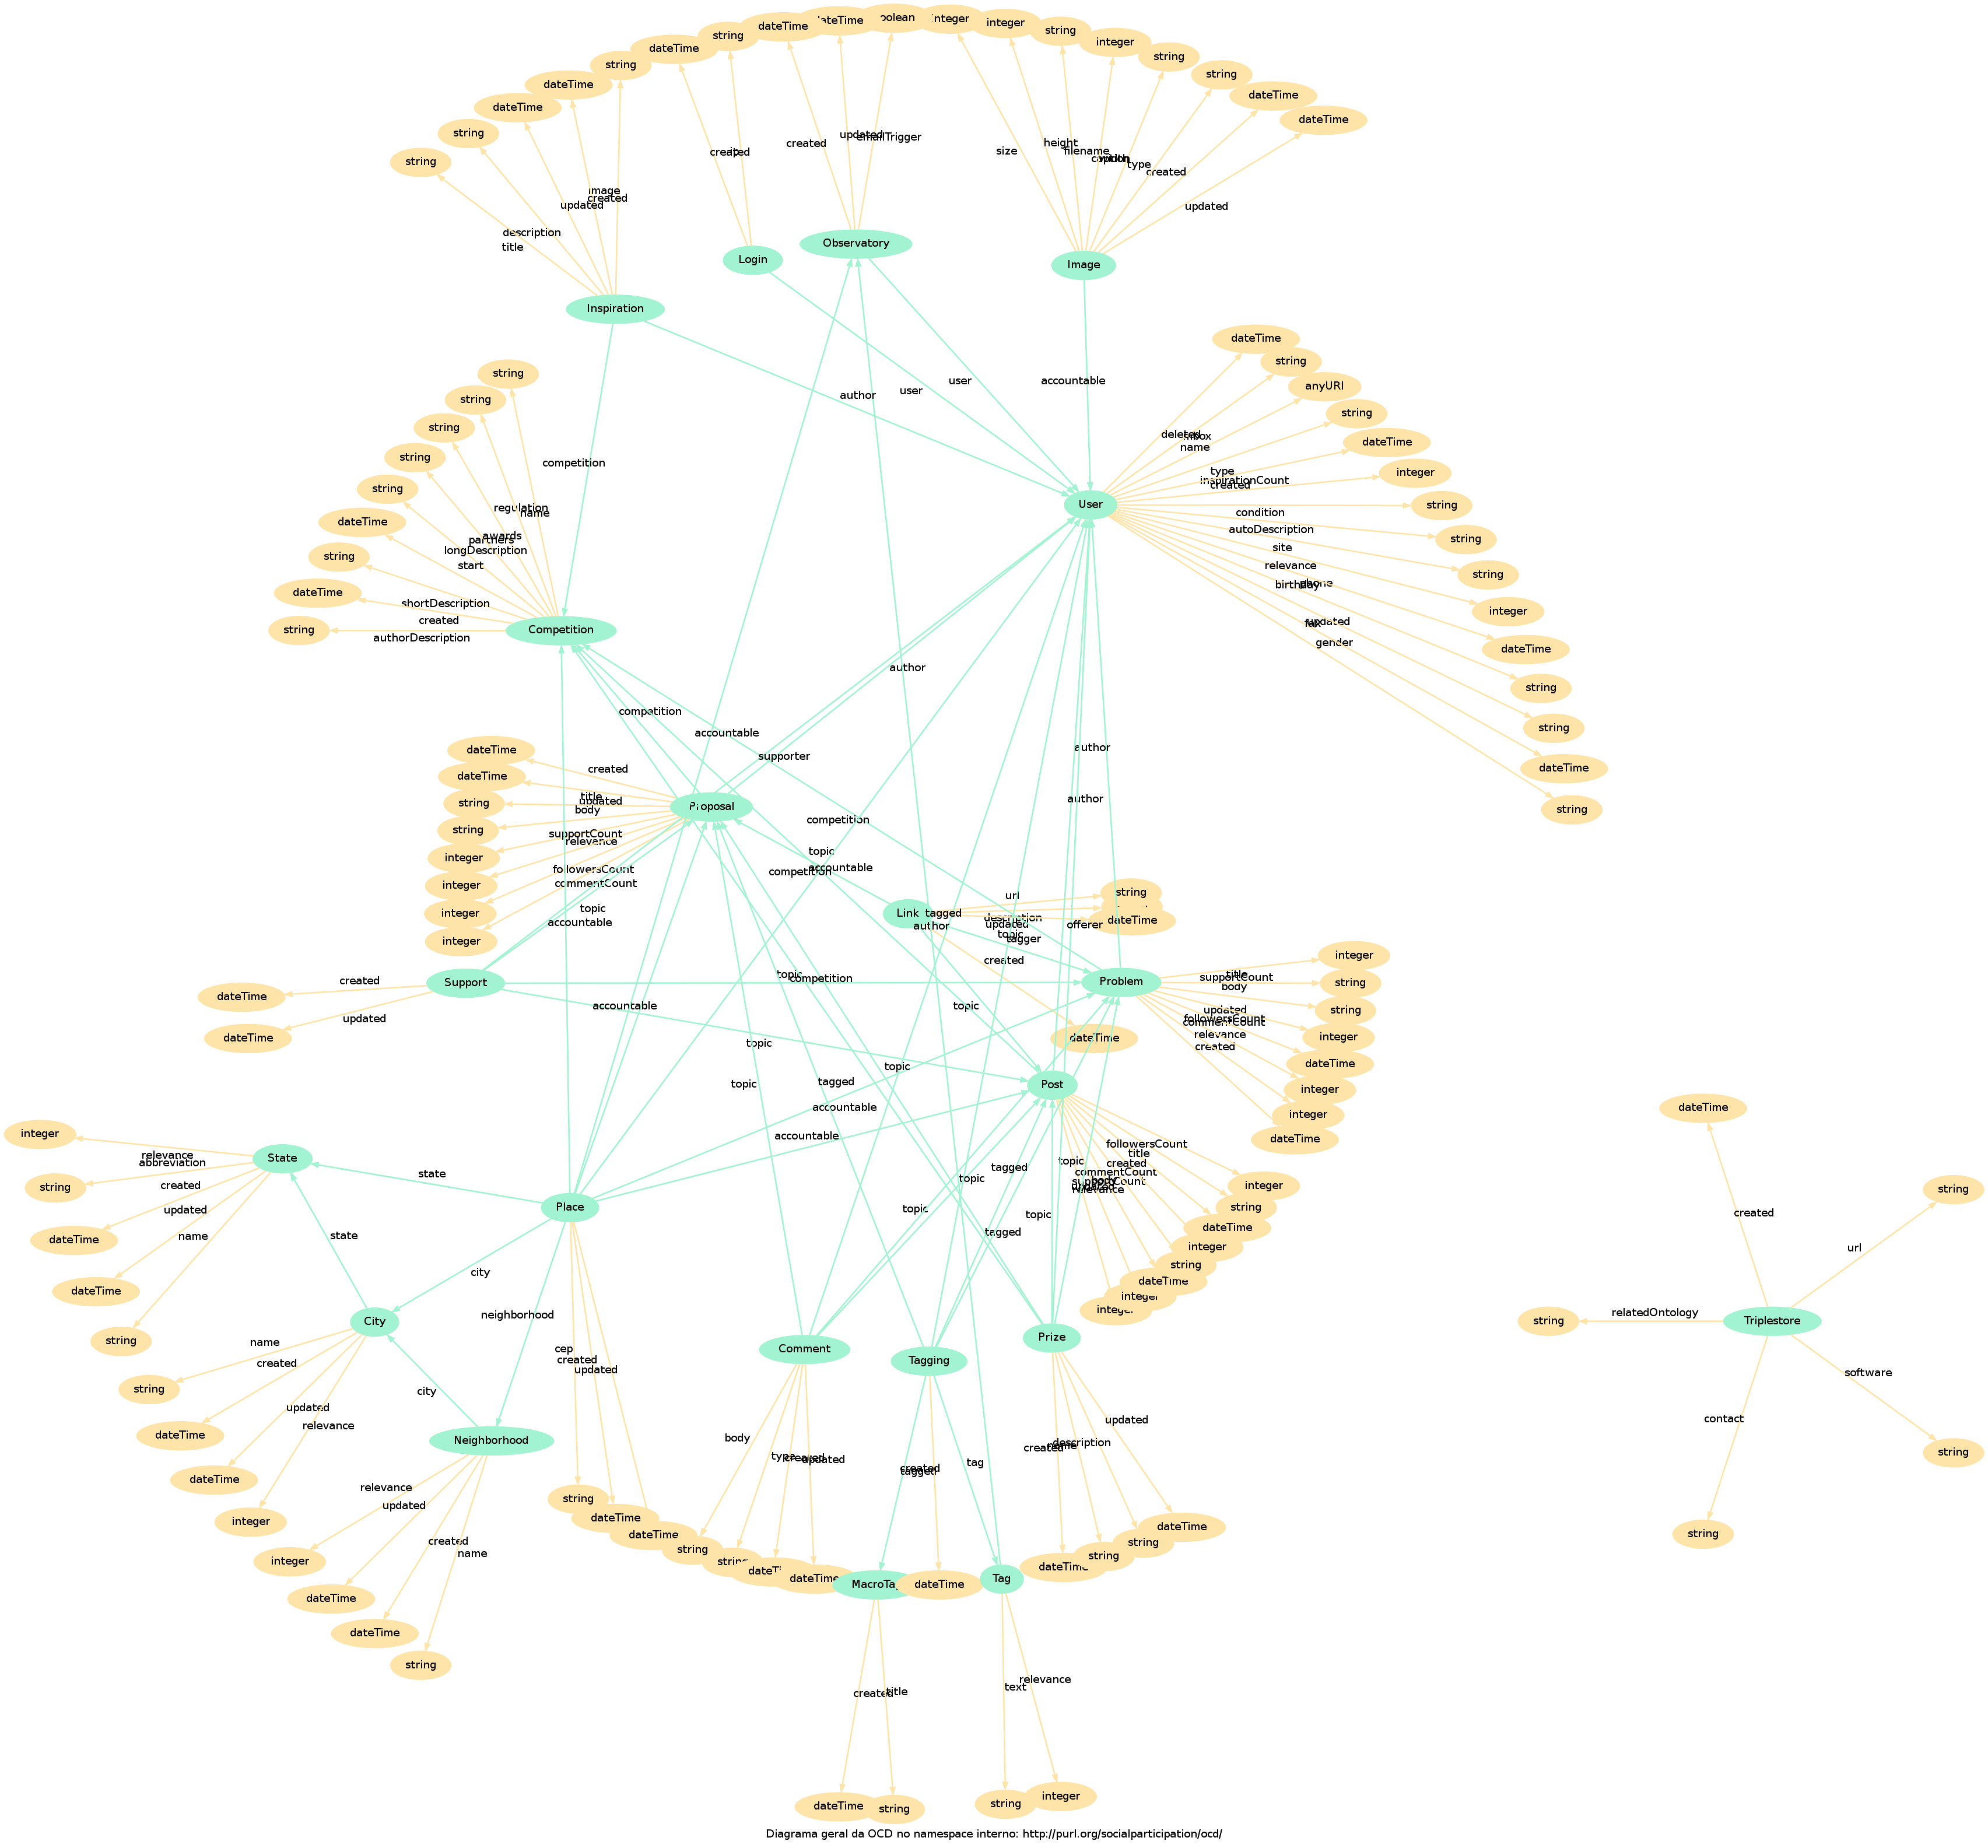 dateTime
dateTime
Integer
integer
string
string
integer
dateTime
string
dateTime
string
string
dateTime
dateTime
dateTime
string
string
size
height
filename
type
created
updated
created
updated
emailTrigger
created
image
created
updated
description
title
Observatory
Login
Image
Inspiration
dateTime
string
anyURI
string
dateTime
integer
string
string
string
integer
dateTime
string
string
dateTime
string
user
user
accountable
author
deleted
mbox
name
type
inspirationCount
created
condition
autoDescription
site
relevance
phone
birthday
updated
fax
gender
User
string
string
string
string
string
dateTime
string
dateTime
string
competition
regulation
name
awards
partners
longDescription
start
shortDescription
created
authorDescription
Competition
author
competition
accountable
supporter
author
author
dateTime
dateTime
string
string
integer
integer
integer
integer
created
title
updated
body
supportCount
relevance
followersCount
commentCount
Proposal
competition
topic
accountable
competition
topic
accountable
Link
url
description
updated
topic
tagger
tagged
author
offerer
created
string
dateTime
dateTime
Support
created
updated
dateTime
dateTime
topic
competition
accountable
topic
topic
topic
topic
tagged
accountable
accountable
Problem
title
supportCount
body
updated
followersCount
commentCount
relevance
created
integer
string
string
integer
dateTime
integer
integer
dateTime
Post
followersCount
title
created
commentCount
body
supportCount
updated
relevance
topic
tagged
topic
topic
tagged
topic
integer
string
dateTime
integer
string
dateTime
integer
integer
integer
string
dateTime
dateTime
string
relevance
abbreviation
created
updated
name
State
state
Place
state
city
neighborhood
City
name
created
updated
relevance
string
dateTime
dateTime
integer
city
Neighborhood
relevance
updated
created
name
integer
dateTime
dateTime
string
cep
created
updated
string
dateTime
dateTime
Comment
body
type
created
updated
string
string
dateTime
dateTime
Tagging
created
tagged
tag
dateTime
MacroTag
Tag
Prize
created
name
description
updated
dateTime
string
string
dateTime
created
title
dateTime
string
text
relevance
string
integer
dateTime
string
created
url
relatedOntology
string
Triplestore
software
contact
string
string
Diagrama geral da OCD no namespace interno: http://purl.org/socialparticipation/ocd/